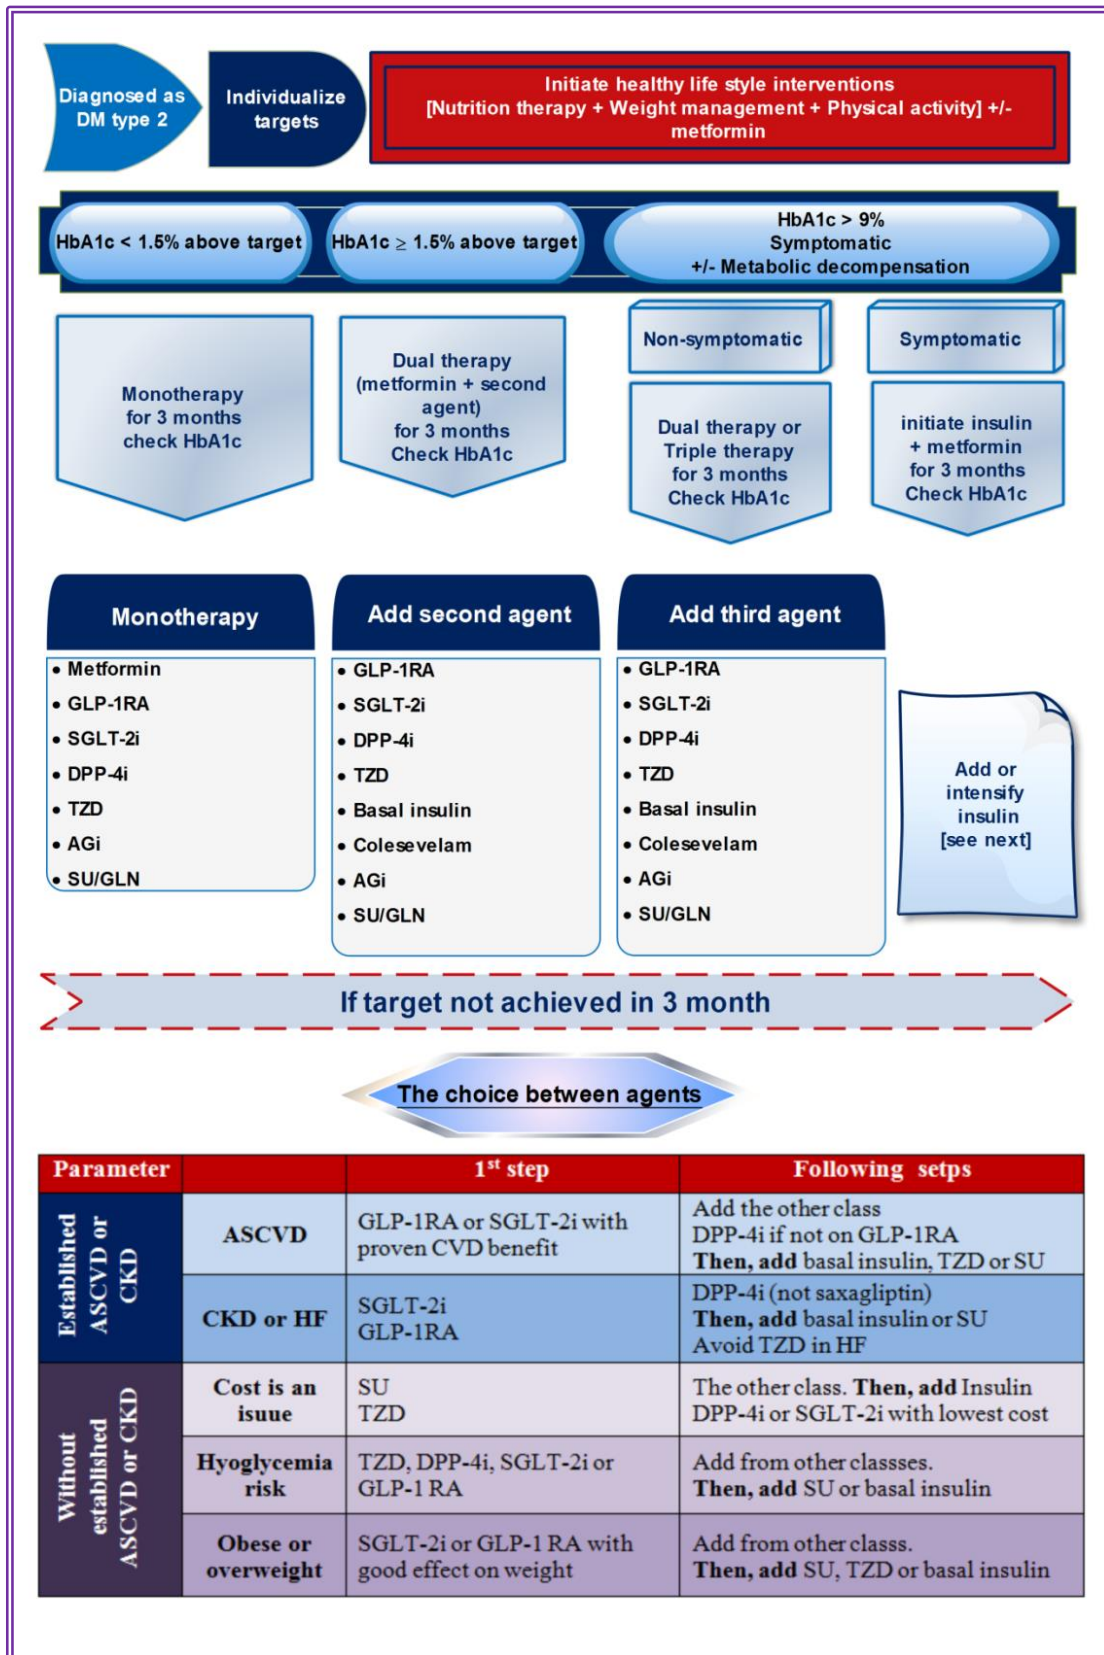 Diagnosed as
DM type 2
Individualize
targets
Initiate healthy life style interventions
[Nutrition therapy + Weight management + Physical activity] +/-
metformin
HbA1c < 1.5% above target
HbA1c ≥ 1.5% above target
HbA1c > 9%
Symptomatic
+/- Metabolic decompensation
Monotherapy
for 3 months
check HbA1c
Dual therapy
(metformin + second
agent)
for 3 months
Check HbA1c
Non-symptomatic
Symptomatic
Dual therapy or
Triple therapy
for 3 months
Check HbA1c
initiate insulin
+ metformin
for 3 months
Check HbA1c
Monotherapy
• Metformin
• GLP-1RA
• SGLT-2i
• DPP-4i
• TZD
• AGi
• SU/GLN
Add second agent
• GLP-1RA
• SGLT-2i
• DPP-4i
• TZD
• Basal insulin
• Colesevelam
• AGi
• SU/GLN
Add third agent
• GLP-1RA
• SGLT-2i
• DPP-4i
• TZD
• Basal insulin
• Colesevelam
• AGi
• SU/GLN
Add or
intensify
insulin
[see next]
If target not achieved in 3 month
The choice between agents
Parameter
1st step
Following setps
Established
ASCVD or
CKD
ASCVD
GLP-1RA or SGLT-2i with
proven CVD benefit
Add the other class
DPP-4i if not on GLP-1RA
Then, add basal insulin, TZD or SU
CKD or HF
SGLT-2i
GLP-1RA
DPP-4i (not saxagliptin)
Then, add basal insulin or SU
Avoid TZD in HF
Without
established
ASCVD or CKD
Cost is an
isuue
SU
TZD
The other class. Then, add Insulin
DPP-4i or SGLT-2i with lowest cost
Hyoglycemia
risk
TZD, DPP-4i, SGLT-2i or
GLP-1 RA
Add from other classses.
Then, add SU or basal insulin
Obese or
overweight
SGLT-2i or GLP-1 RA with
good effect on weight
Add from other classs.
Then, add SU, TZD or basal insulin